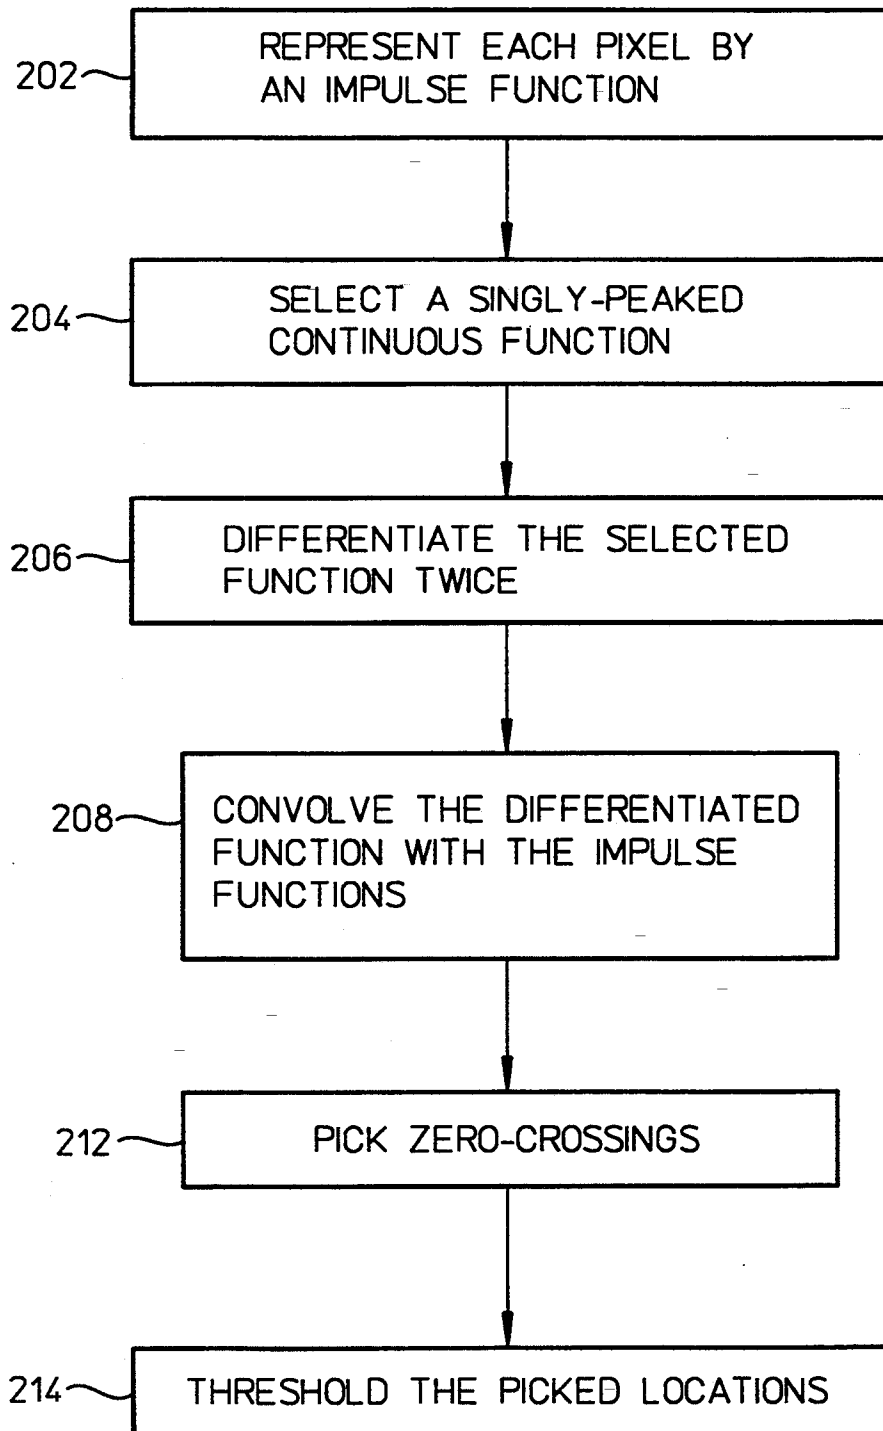 202
REPRESENT EACH PIXEL BY
AN IMPULSE FUNCTION
204
SELECT A SINGLY-PEAKED
CONTINUOUS FUNCTION
206
DIFFERENTIATE THE SELECTED
FUNCTION TWICE
208
CONVOLVE THE DIFFERENTIATED
FUNCTION WITH THE IMPULSE
FUNCTIONS
212
PICK ZERO-CROSSINGS
214
THRESHOLD THE PICKED LOCATIONS